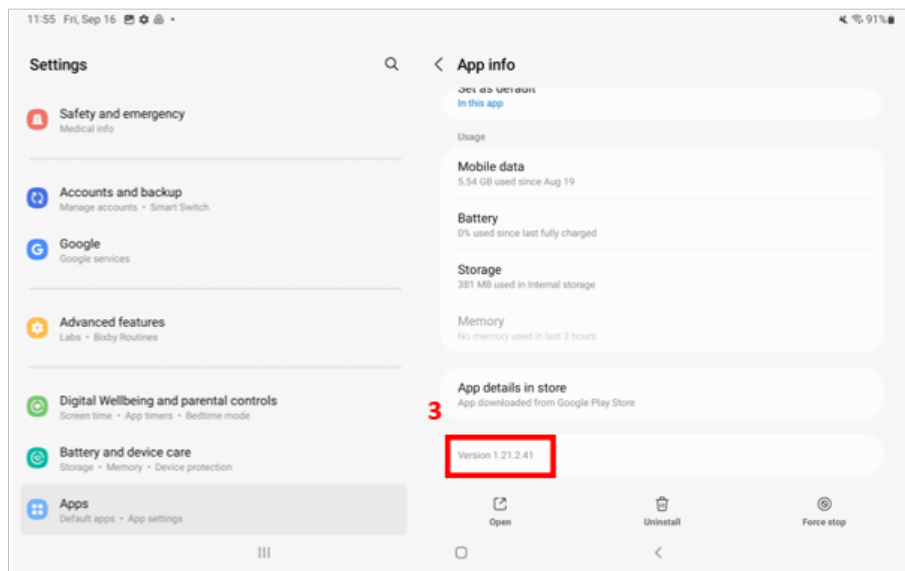 11:55 Fri, Sep 16
91%
Settings
Safety and emergency
Medical info
Accounts and backup
Manage accounts • Smart Switch
Google
Google services
Advanced features
Labs • Bixby Routines
Digital Wellbeing and parental controls
Screen time • App timers • Bedtime mode
Battery and device care
Storage • Memory • Device protection
Apps
Default apps • App settings
App info
Set as default
In this app
Usage
Mobile data
5.54 GB used since Aug 19
Battery
0% used since last fully charged
Storage
381 MB used in Internal storage
Memory
No memory used in last 3 hours
App details in store
App downloaded from Google Play Store
3
Version 1.21.2.41
Open
Uninstall
Force stop